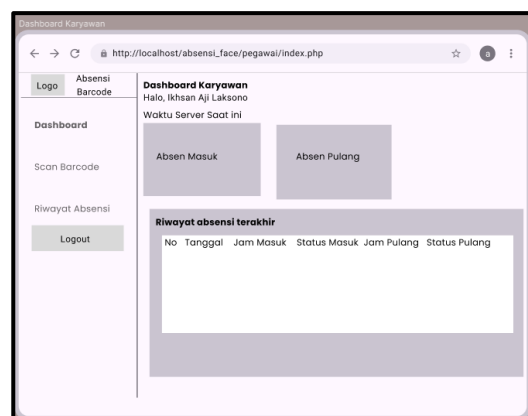 Dashboard Karyawan
http://localhost/absensi_face/pegawai/index.php
a
Logo
Absensi
Barcode
Dashboard
Scan Barcode
Riwayat Absensi
Logout
Dashboard Karyawan
Halo, Ikhsan Aji Laksono
Waktu Server Saat ini
Absen Masuk
Absen Pulang
Riwayat absensi terakhir
No Tanggal Jam Masuk Status Masuk Jam Pulang Status Pulang